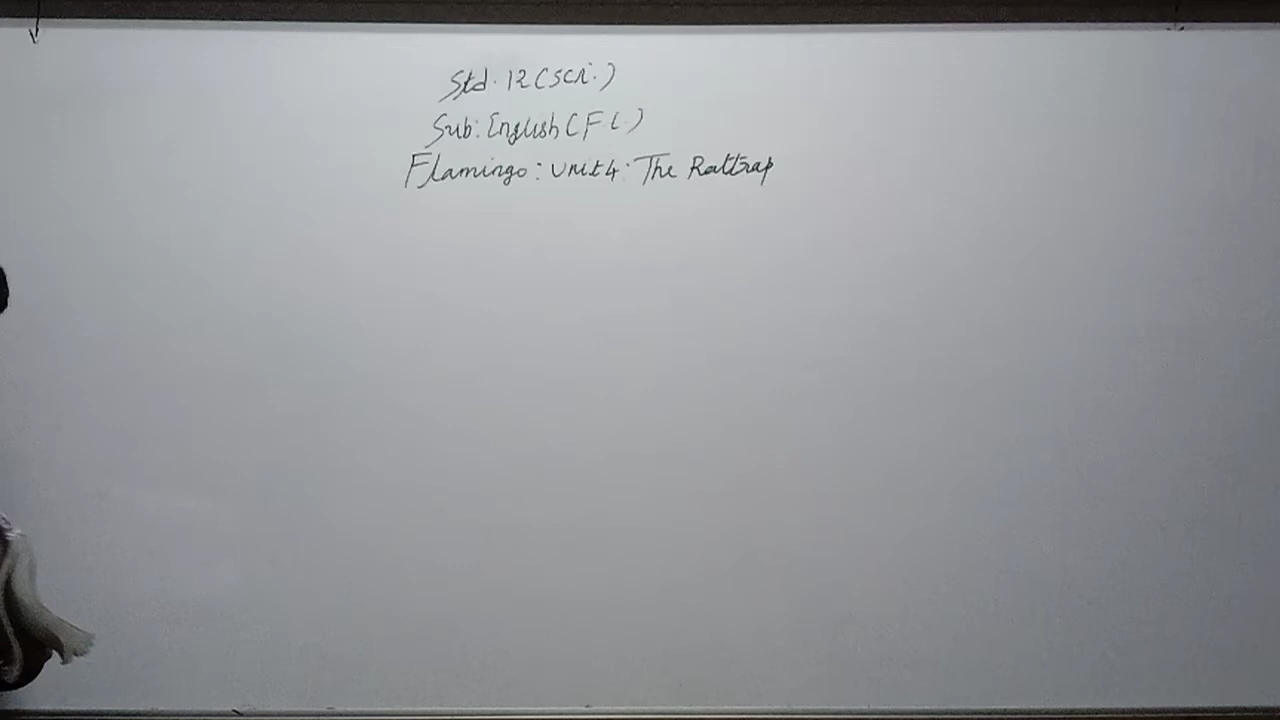 Std. 12 (Sci.)
Sub: English (F L.)
Flamingo: Unit 4: The Rattrap